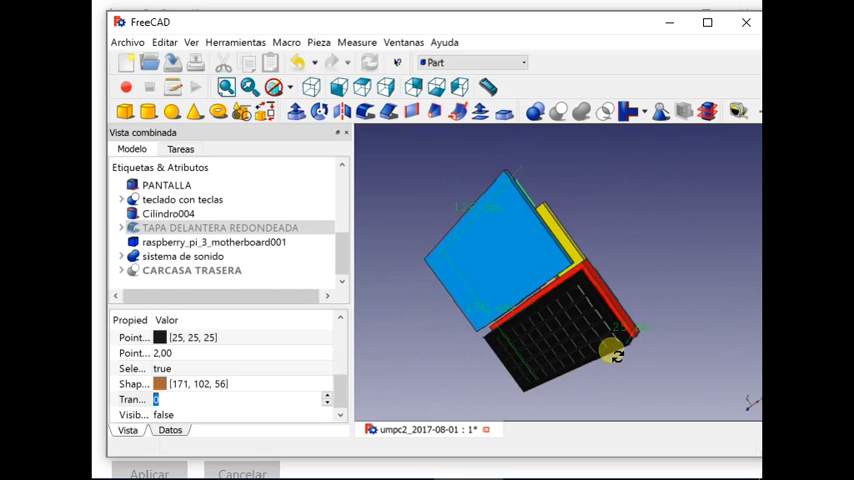 FreeCAD
Archivo Editar Ver Herramientas Macro Pieza Measure Ventanas Ayuda
Part
Vista combinada
Modelo Tareas
Etiquetas & Atributos
PANTALLA
teclado con teclas
Cilindro004
TAPA DELANTERA REDONDEADA
raspberry_pi_3_motherboard001
sistema de sonido
CARCASA TRASERA
Propied Valor
Point... [25, 25, 25]
Point... 2,00
Sele... true
Shap... [171, 102, 56]
Tran... 0
Visib... false
Vista Datos
umpc2_2017-08-01 : 1*
Aplicar Cancelar